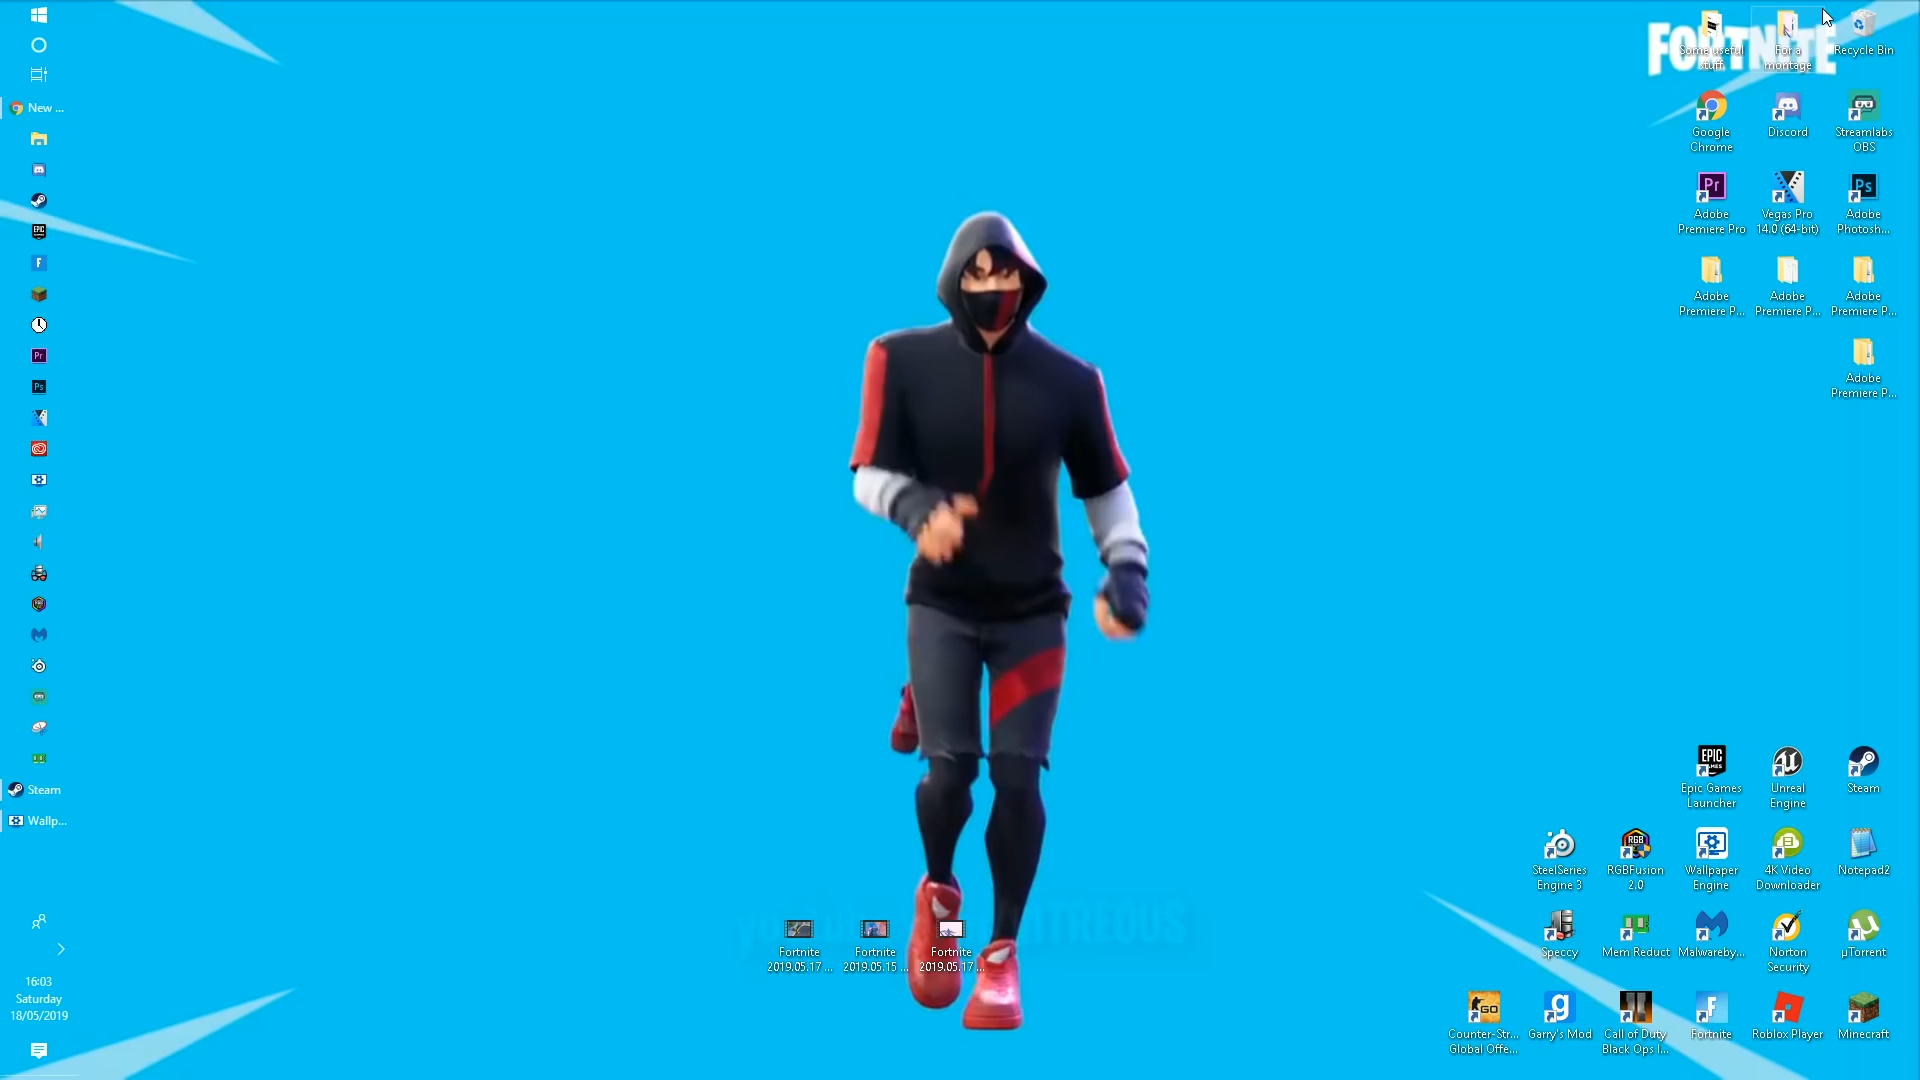 New ...
Steam
Wallp...
16:03
Saturday
18/05/2019
FORTNITE
Some useful
stuff
For a
montage
Recycle Bin
Google
Chrome
Discord
Streamlabs
OBS
Adobe
Premiere Pro
Vegas Pro
14.0 (64-bit)
Adobe
Photosh...
Adobe
Premiere P...
Adobe
Premiere P...
Adobe
Premiere P...
Adobe
Premiere P...
Epic Games
Launcher
Unreal
Engine
Steam
SteelSeries
Engine 3
RGBFusion
2.0
Wallpaper
Engine
4K Video
Downloader
Notepad2
Speccy
Mem Reduct
Malwareby...
Norton
Security
µTorrent
Counter-Str...
Global Offe...
Garry's Mod
Call of Duty
Black Ops I...
Fortnite
Roblox Player
Minecraft
Fortnite
2019.05.17 ...
Fortnite
2019.05.15 ...
Fortnite
2019.05.17 ...